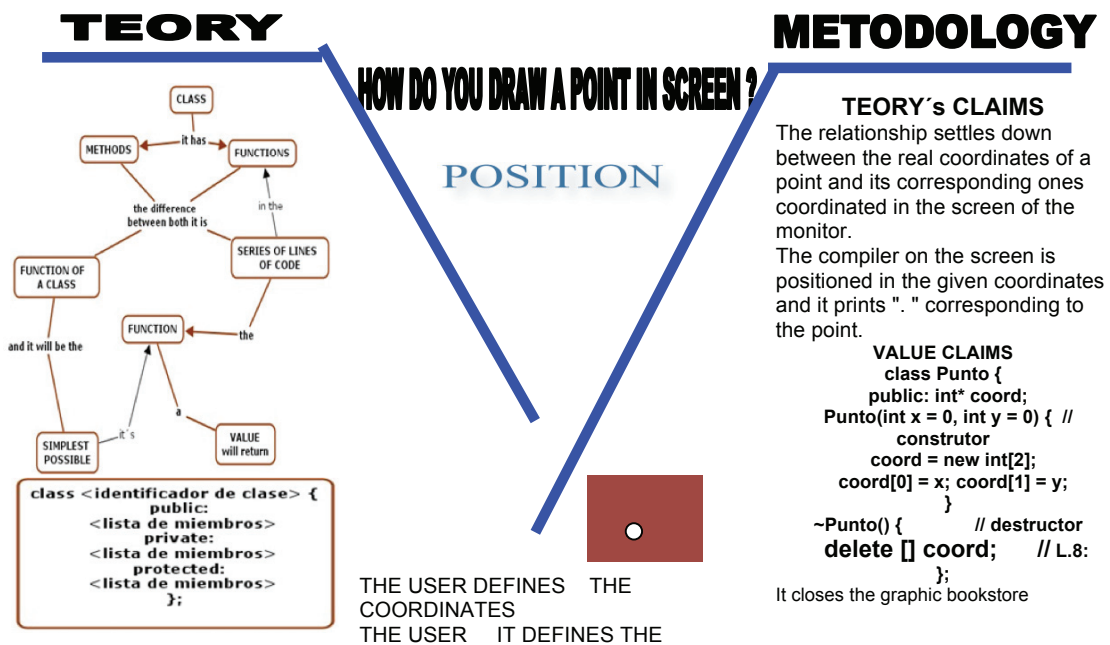 TEORY
CLASS
it has
METHODS
FUNCTIONS
the difference
between both it is
in the
SERIES OF LINES
OF CODE
FUNCTION OF
A CLASS
FUNCTION
the
and it will be the
a
it´s
SIMPLEST
POSSIBLE
VALUE
will return
class <identificador de clase> {
public:
<lista de miembros>
private:
<lista de miembros>
protected:
<lista de miembros>
};
HOW DO YOU DRAW A POINT IN SCREEN ?
POSITION
THE USER DEFINES THE
COORDINATES
THE USER IT DEFINES THE
METODOLOGY
TEORY´s CLAIMS
The relationship settles down
between the real coordinates of a
point and its corresponding ones
coordinated in the screen of the
monitor.
The compiler on the screen is
positioned in the given coordinates
and it prints ". " corresponding to
the point.
VALUE CLAIMS
class Punto {
public: int* coord;
Punto(int x = 0, int y = 0) { //
construtor
coord = new int[2];
coord[0] = x; coord[1] = y;
}
~Punto() { // destructor
delete [] coord; // L.8:
};
It closes the graphic bookstore